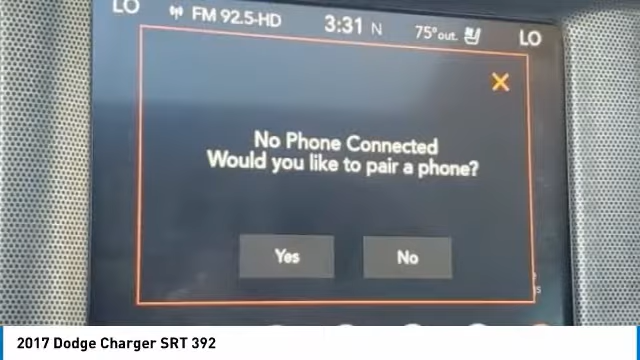 LO FM 92.5-HD 3:31 N 75°out. LO
No Phone Connected
Would you like to pair a phone?
Yes No
2017 Dodge Charger SRT 392